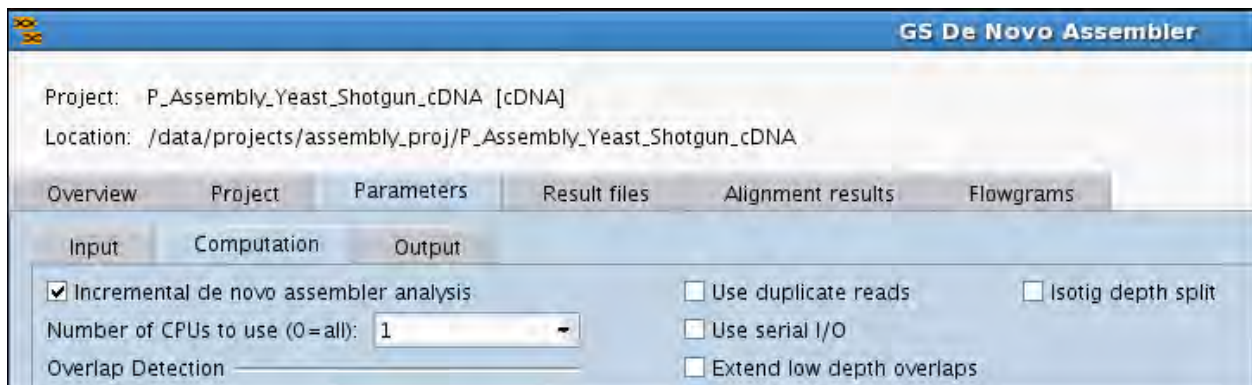 GS De Novo Assembler
Project: P_Assembly_Yeast_Shotgun_cDNA [cDNA]
Location: /data/projects/assembly_proj/P_Assembly_Yeast_Shotgun_cDNA
Overview Project Parameters Result files Alignment results Flowgrams
Input Computation Output
Incremental de novo assembler analysis Use duplicate reads Isotig depth split
Number of CPUs to use (0=all): 1 Use serial I/O
Overlap Detection Extend low depth overlaps